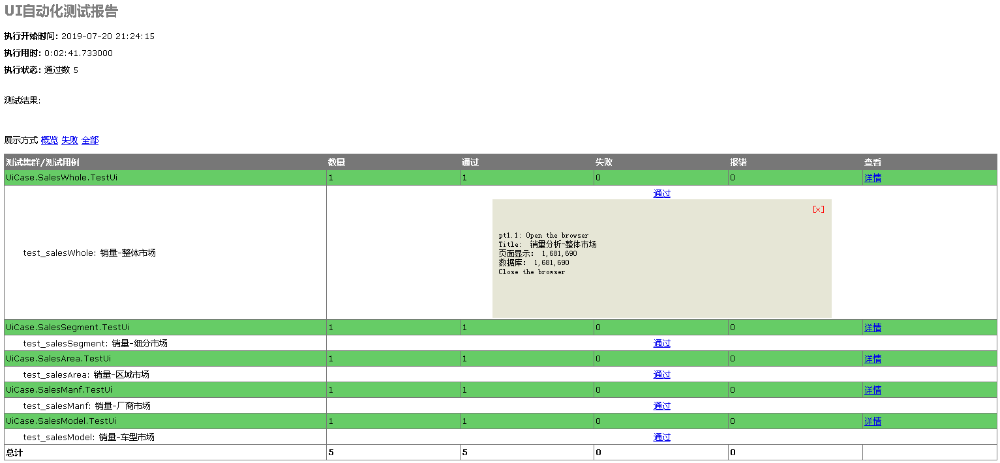 UI自动化测试报告
执行开始时间: 2019-07-20 21:24:15
执行用时: 0:02:41.733000
执行状态: 通过数 5
测试结果:
展示方式 概览 失败 全部
测试集群/测试用例 数量 通过 失败 报错 查看
UiCase.SalesWhole.TestUi 1 1 0 0 详情
通过
[x]
pt1.1: Open the browser
Title: 销量分析-整体市场
页面显示: 1,681,690
数据库: 1,681,690
Close the browser
test_salesWhole: 销量-整体市场
UiCase.SalesSegment.TestUi 1 1 0 0 详情
test_salesSegment: 销量-细分市场 通过
UiCase.SalesArea.TestUi 1 1 0 0 详情
test_salesArea: 销量-区域市场 通过
UiCase.SalesManf.TestUi 1 1 0 0 详情
test_salesManf: 销量-厂商市场 通过
UiCase.SalesModel.TestUi 1 1 0 0 详情
test_salesModel: 销量-车型市场 通过
总计 5 5 0 0